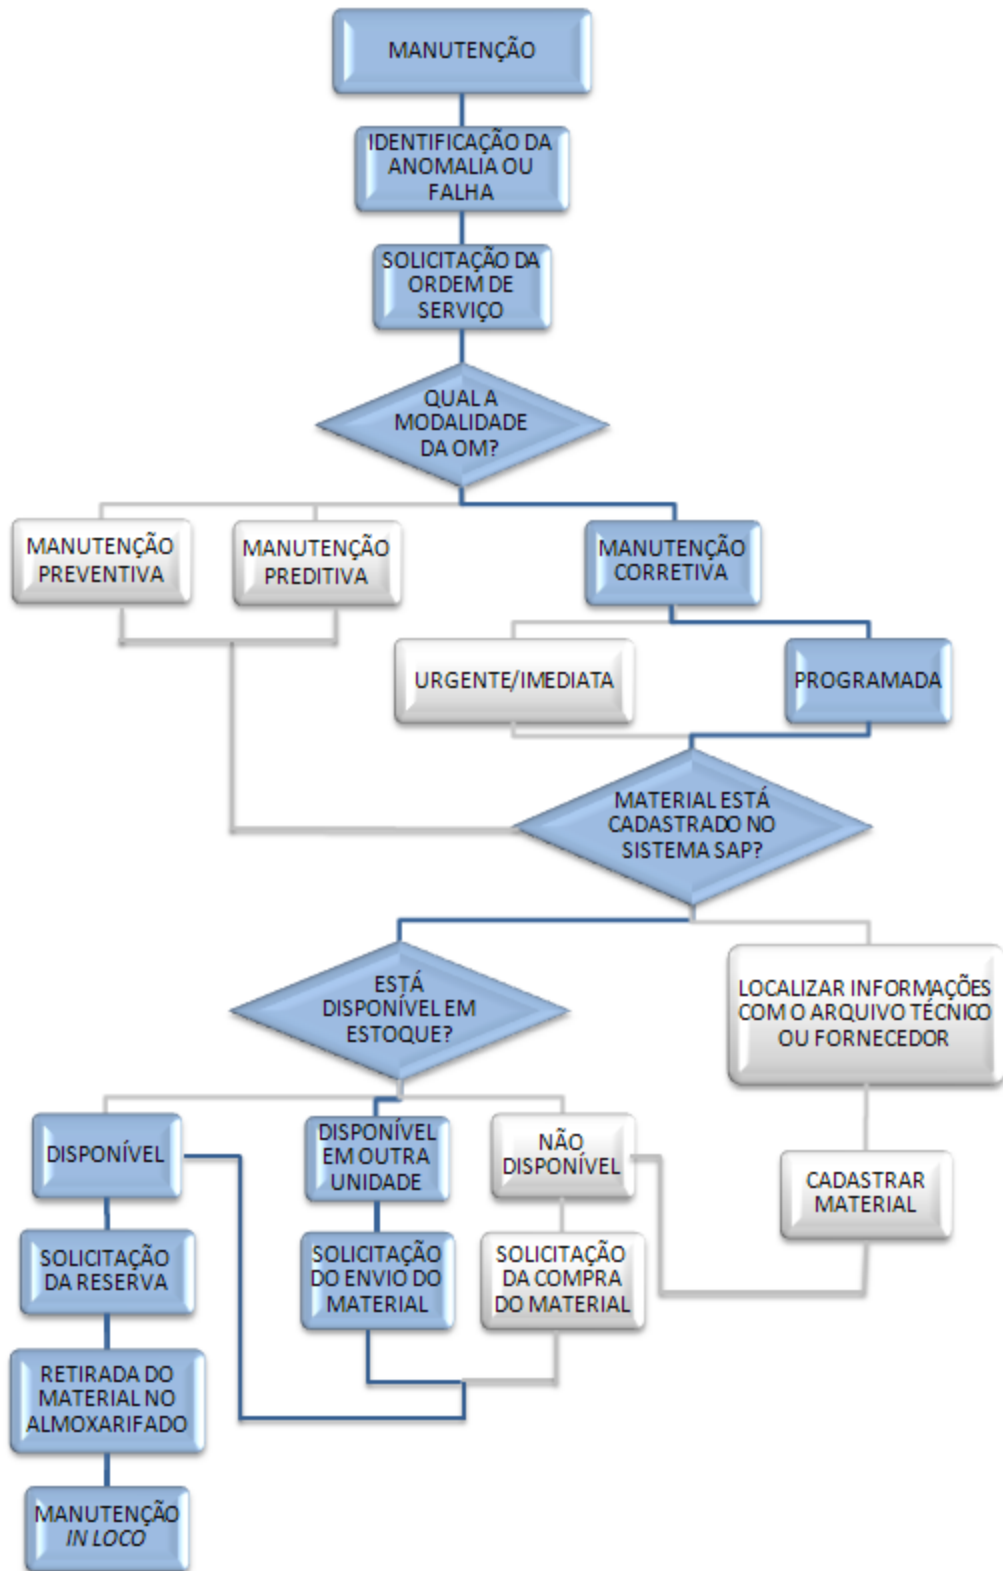 MANUTENÇÃO
IDENTIFICAÇÃO DA
ANOMALIA OU
FALHA
SOLICITAÇÃO DA
ORDEM DE
SERVIÇO
QUAL A
MODALIDADE
DA OM?
MANUTENÇÃO
PREVENTIVA
MANUTENÇÃO
PREDITIVA
MANUTENÇÃO
CORRETIVA
URGENTE/IMEDIATA
PROGRAMADA
MATERIAL ESTÁ
CADASTRADO NO
SISTEMA SAP?
ESTÁ
DISPONÍVEL EM
ESTOQUE?
LOCALIZAR INFORMAÇÕES
COM O ARQUIVO TÉCNICO
OU FORNECEDOR
DISPONÍVEL
DISPONÍVEL
EM OUTRA
UNIDADE
NÃO
DISPONÍVEL
CADASTRAR
MATERIAL
SOLICITAÇÃO
DA RESERVA
SOLICITAÇÃO
DO ENVIO DO
MATERIAL
SOLICITAÇÃO
DA COMPRA
DO MATERIAL
RETIRADA DO
MATERIAL NO
ALMOXARIFADO
MANUTENÇÃO
IN LOCO